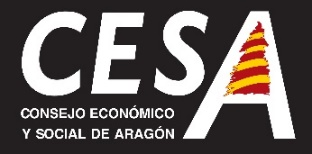 CESA
CONSEJO ECONÓMICO
Y SOCIAL DE ARAGÓN